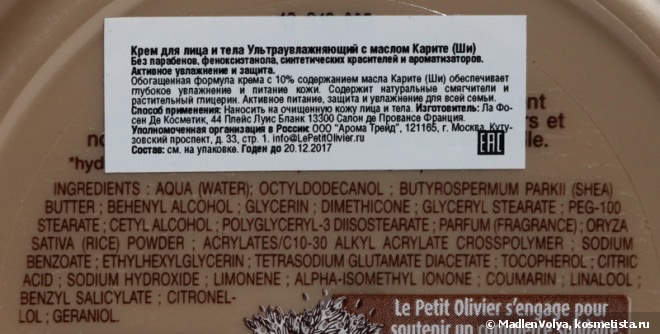 Крем для лица и тела Ультраувлажняющий с маслом Карите (Ши)
Без парабенов, феноксиэтанола, синтетических красителей и ароматизаторов.
Активное увлажнение и защита.
Обогащенная формула крема с 10% содержанием масла Карите (Ши) обеспечивает
глубокое увлажнение и питание кожи. Содержит натуральные смягчители и
растительный глицерин. Активное питание, защита и увлажнение для всей семьи.
Способ применения: Наносить на очищенную кожу лица и тела. Изготовитель: Ла Фо-
сен Де Косметик, 44 Плейс Луис Бланк 13300 Салон де Провансе Франция.
Уполномоченная организация в России: ООО "Арома Трейд", 121165, г. Москва, Куту-
зовский проспект, д. 33, стр. 1. info@LePetitOlivier.ru
Состав: см. на упаковке. Годен до 20.12.2017
EAC
*hydr
INGREDIENTS : AQUA (WATER); OCTYLDODECANOL ; BUTYROSPERMUM PARKII (SHEA)
BUTTER ; BEHENYL ALCOHOL ; GLYCERIN ; DIMETHICONE ; GLYCERYL STEARATE ; PEG-100
STEARATE ; CETYL ALCOHOL ; POLYGLYCERYL-3 DIISOSTEARATE ; PARFUM (FRAGRANCE) ; ORYZA
SATIVA (RICE) POWDER ; ACRYLATES/C10-30 ALKYL ACRYLATE CROSSPOLYMER ; SODIUM
BENZOATE ; ETHYLHEXYLGLYCERIN ; TETRASODIUM GLUTAMATE DIACETATE ; TOCOPHEROL ; CITRIC
ACID ; SODIUM HYDROXIDE ; LIMONENE ; ALPHA-ISOMETHYL IONONE ; COUMARIN ; LINALOOL ;
BENZYL SALICYLATE ; CITRONEL-
LOL ; GERANIOL.
Le Petit Olivier s'engage pour
soutenir un
© MadlenVolya, kosmetista.ru